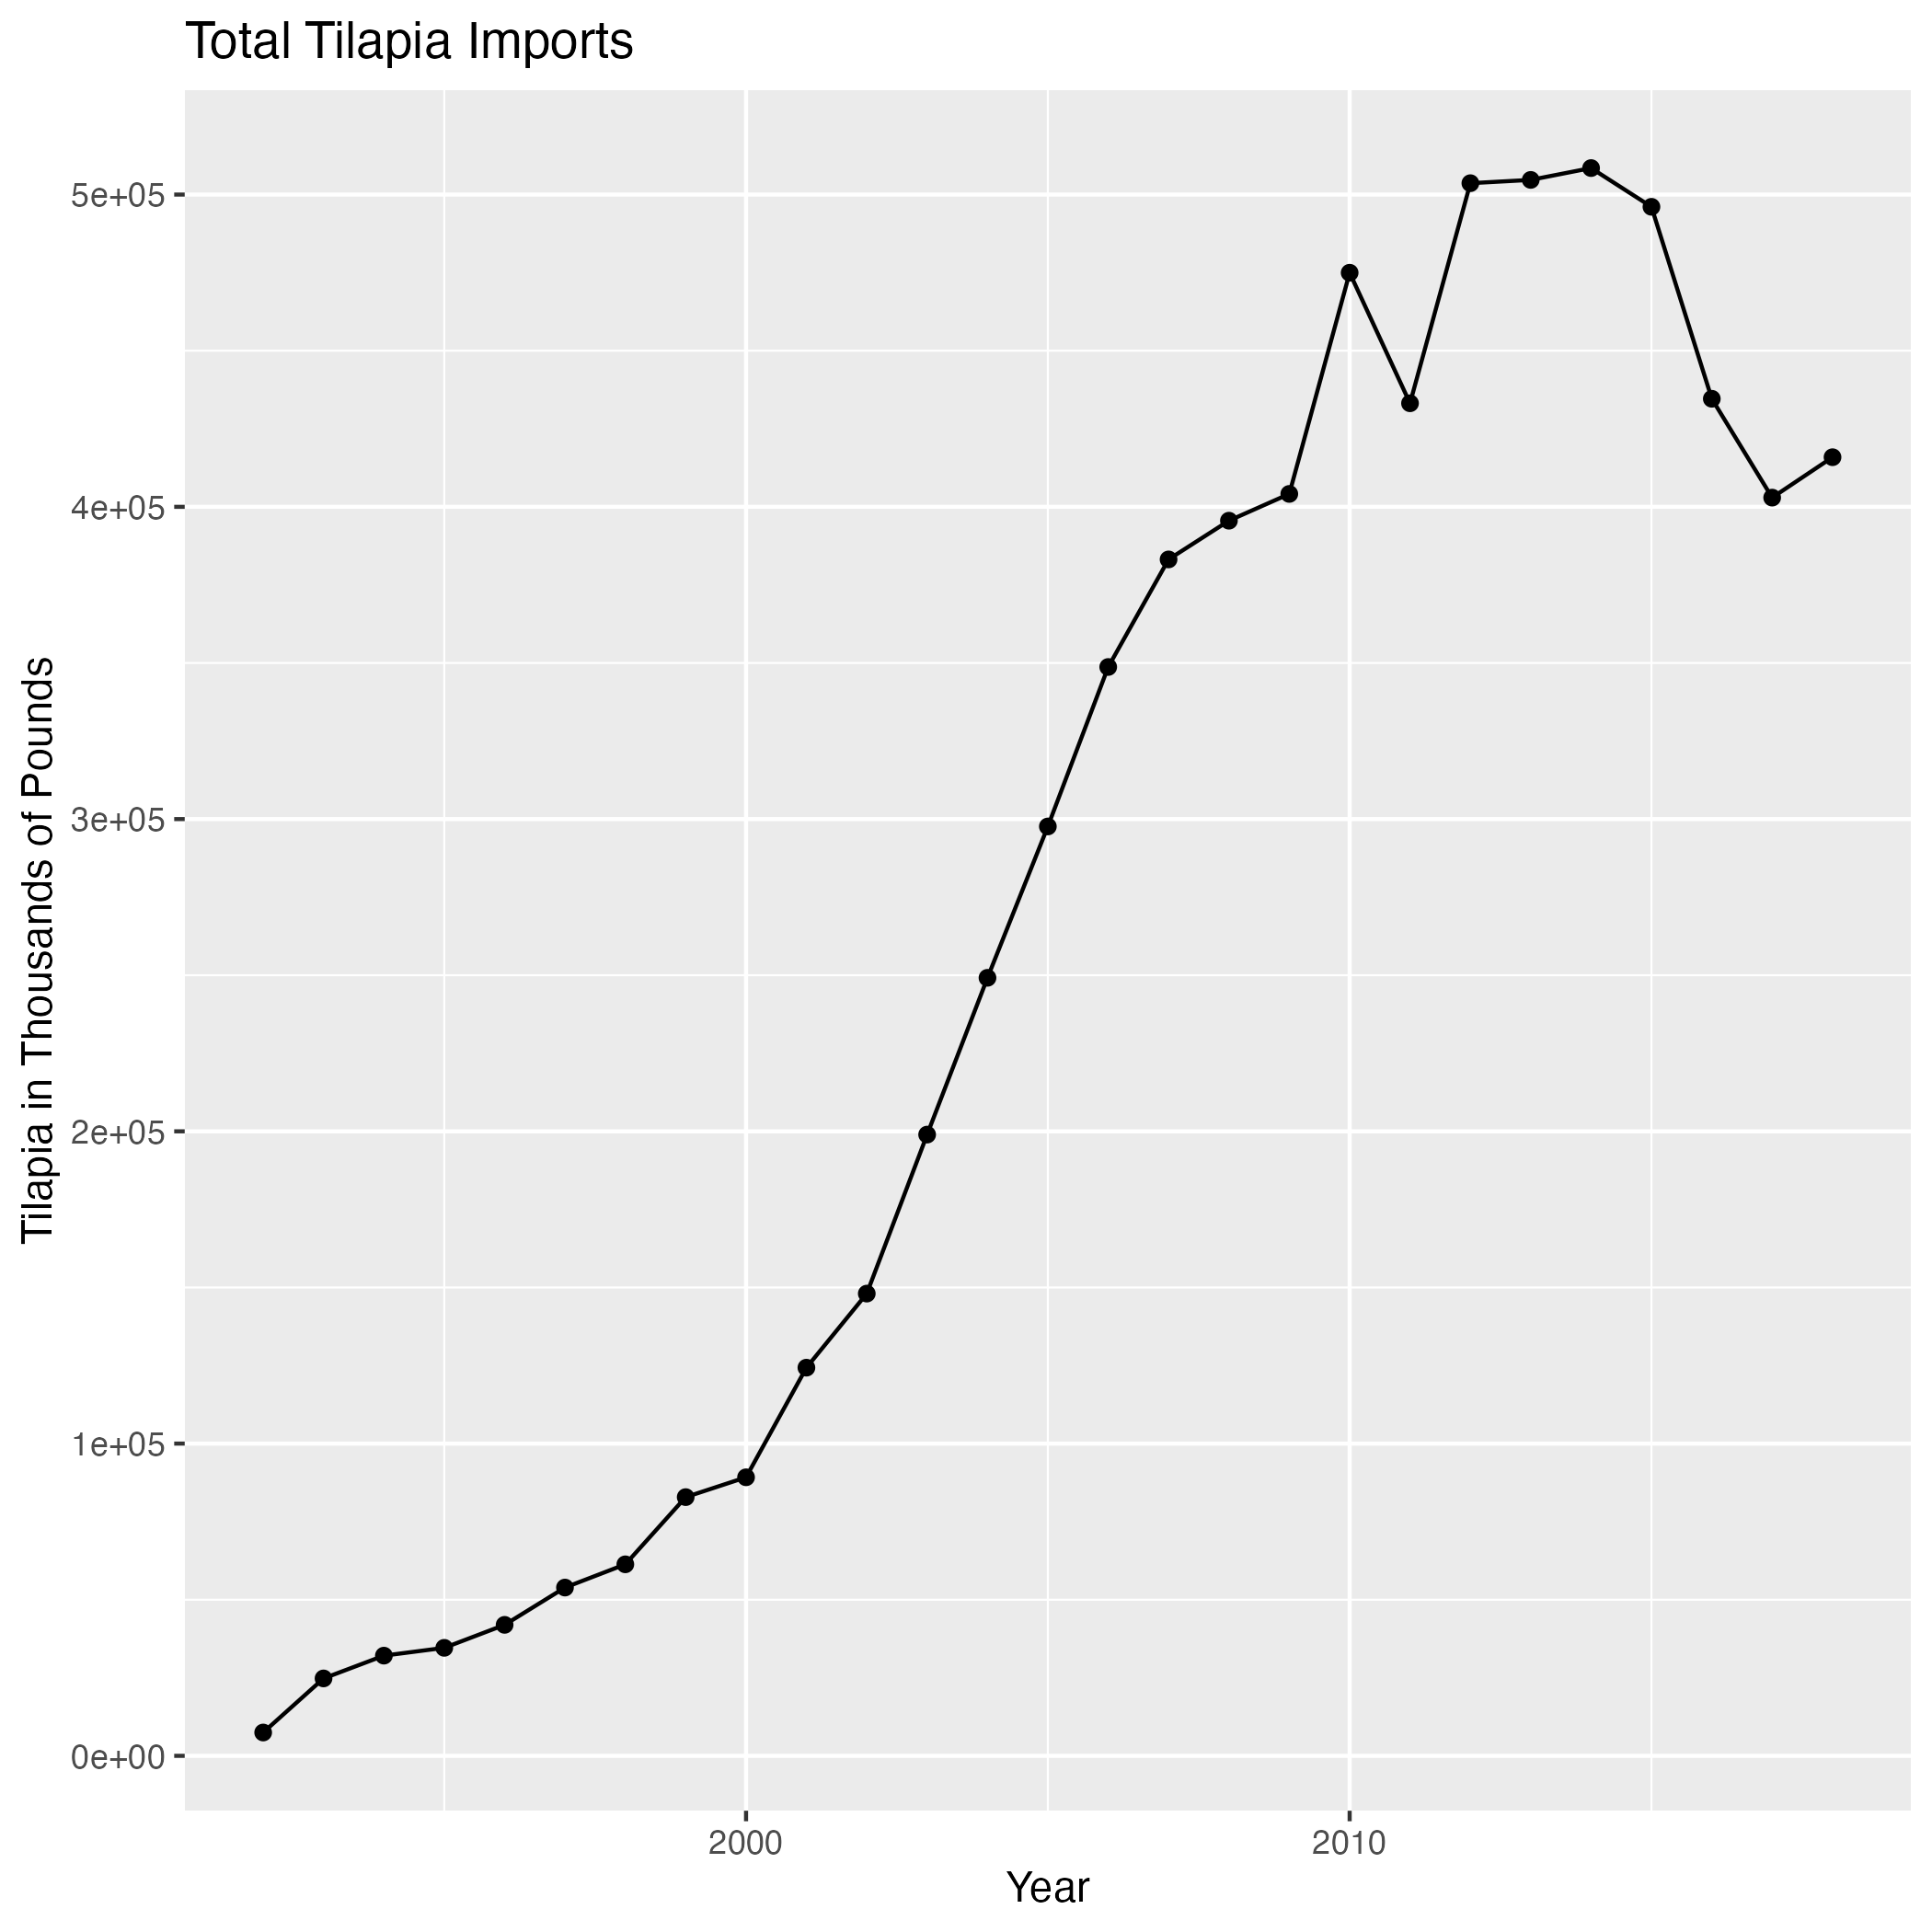 Total Tilapia Imports
Tilapia in Thousands of Pounds
5e+05
4e+05
3e+05
2e+05
1e+05
0e+00
2000
2010
Year